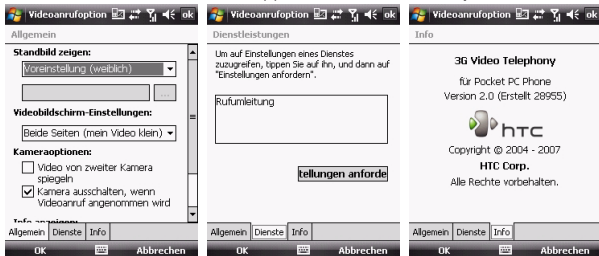 Videoanrufoption ok
Allgemein
Standbild zeigen:
Voreinstellung (weiblich)
...
Videobildschirm-Einstellungen:
Beide Seiten (mein Video klein)
Kameraoptionen:
Video von zweiter Kamera
spiegeln
Kamera ausschalten, wenn
Videoanruf angenommen wird
Info anzeigen:
Allgemein Dienste Info
OK Abbrechen
Videoanrufoption ok
Dienstleistungen
Um auf Einstellungen eines Dienstes
zuzugreifen, tippen Sie auf ihn, und dann auf
"Einstellungen anfordern".
Rufumleitung
tellungen anforde
Allgemein Dienste Info
OK Abbrechen
Videoanrufoption ok
Info
3G Video Telephony
für Pocket PC Phone
Version 2.0 (Erstellt 28955)
hTC
Copyright © 2004 - 2007
HTC Corp.
Alle Rechte vorbehalten.
Allgemein Dienste Info
OK Abbrechen